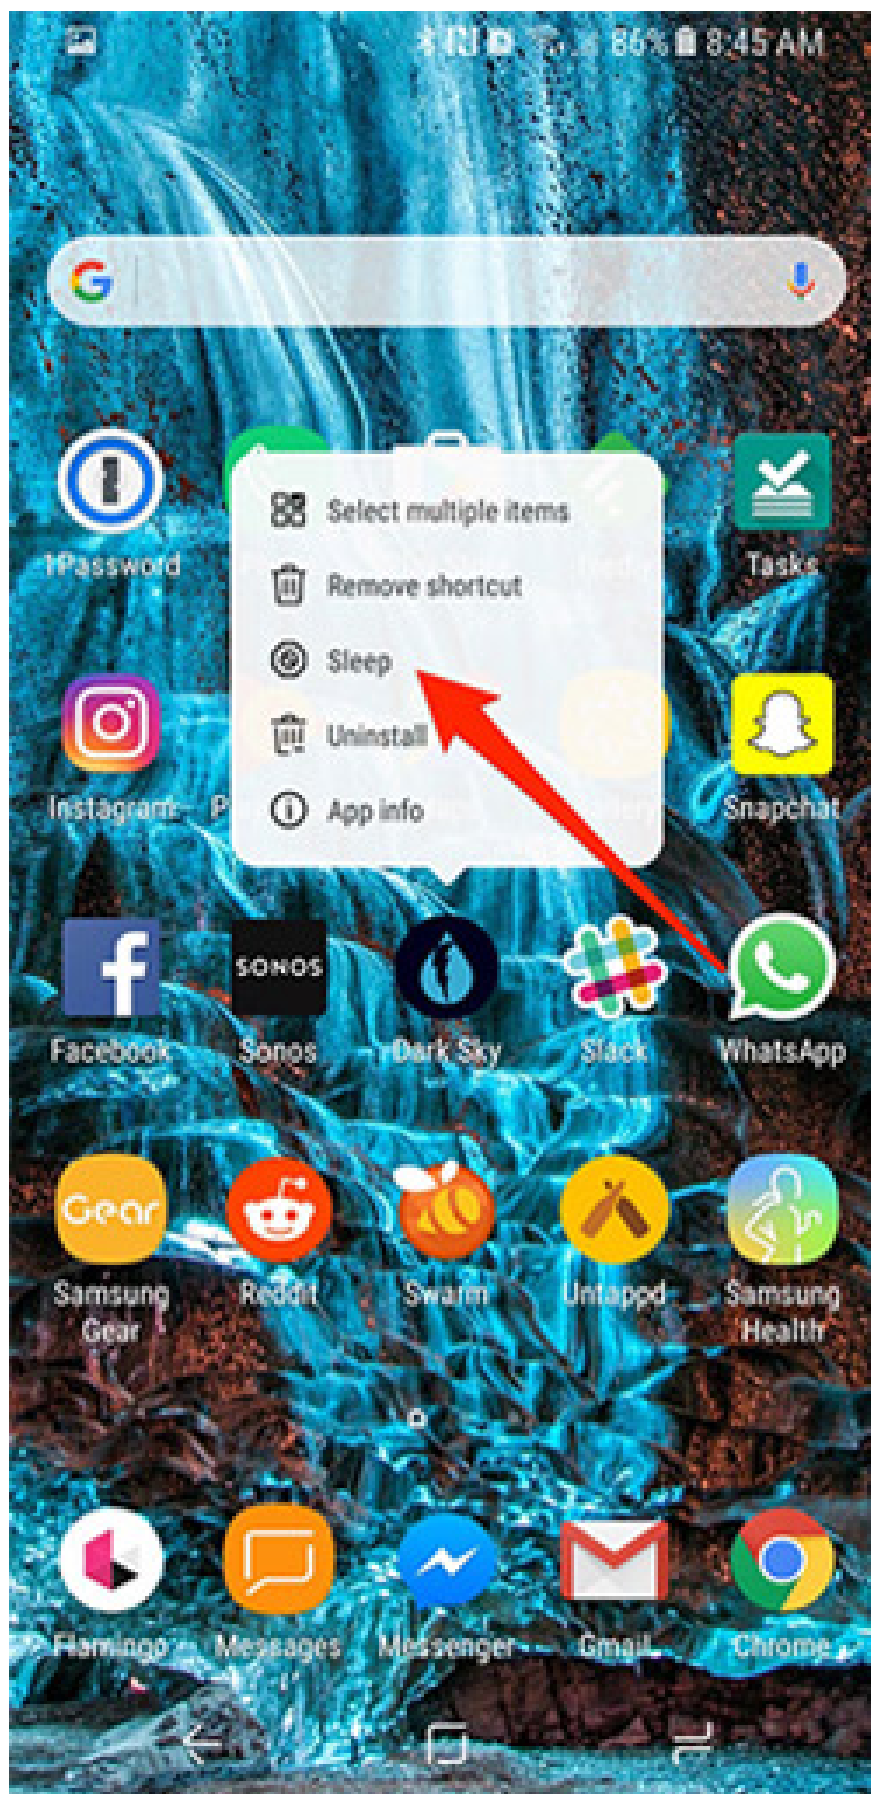 86% 8:45 AM
G
Select multiple items
Remove shortcut
Sleep
Uninstall
App info
1Password
Tasks
Instagram
P
Snapchat
SONOS
Facebook
Sonos
Dark Sky
Slack
WhatsApp
Gear
Samsung
Gear
Reddit
Swarm
Untappd
Samsung
Health
Flamingo
Messages
Messenger
Gmail
Chrome